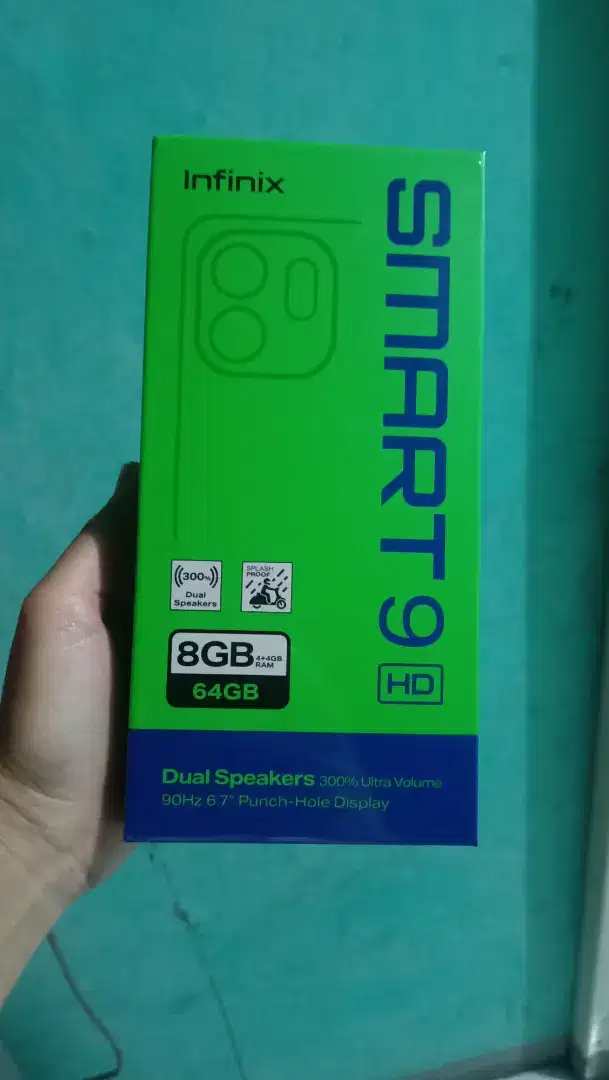 Infinix
SMART 9
HD
300%
Dual
Speakers
SPLASH
PROOF
8GB 4+4GB
RAM
64GB
Dual Speakers 300% Ultra Volume
90Hz 6.7" Punch-Hole Display